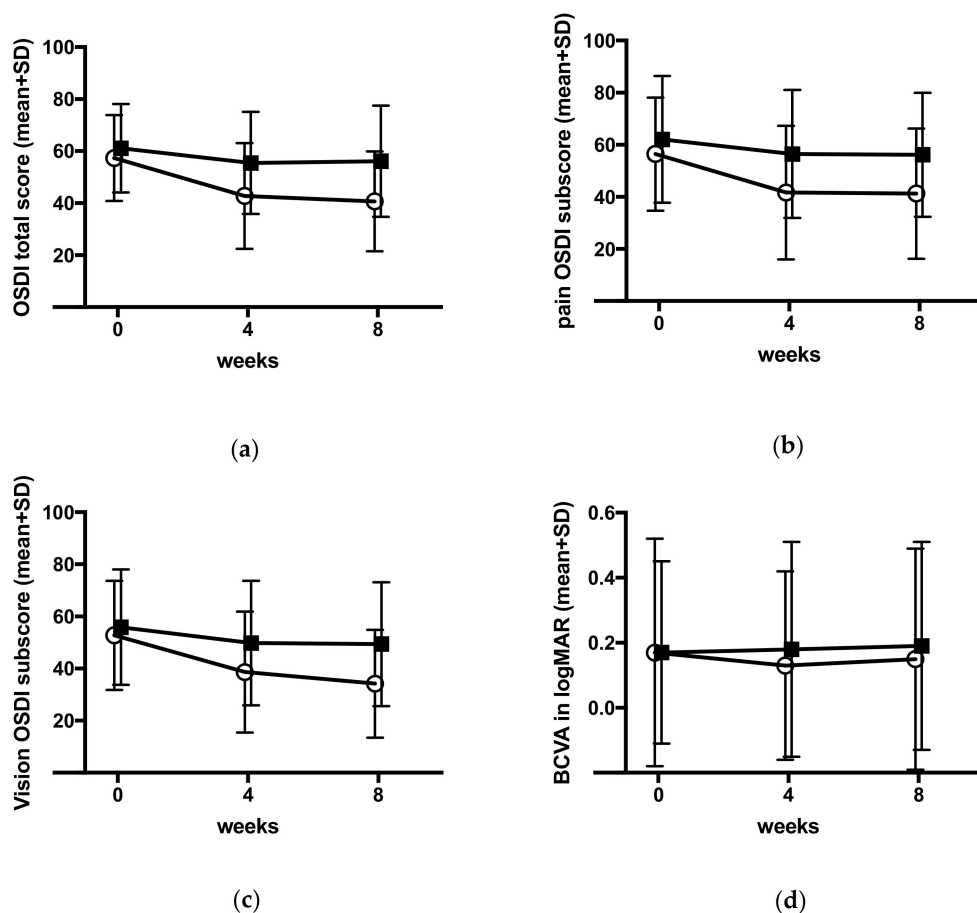 OSDI total score (mean+SD)
100
80
60
40
20
0
4
8
weeks
(a)
pain OSDI subscore (mean+SD)
100
80
60
40
20
0
4
8
weeks
(b)
Vision OSDI subscore (mean+SD)
100
80
60
40
20
0
4
8
weeks
(c)
BCVA in logMAR (mean+SD)
0.6
0.4
0.2
0.0
0
4
8
weeks
(d)